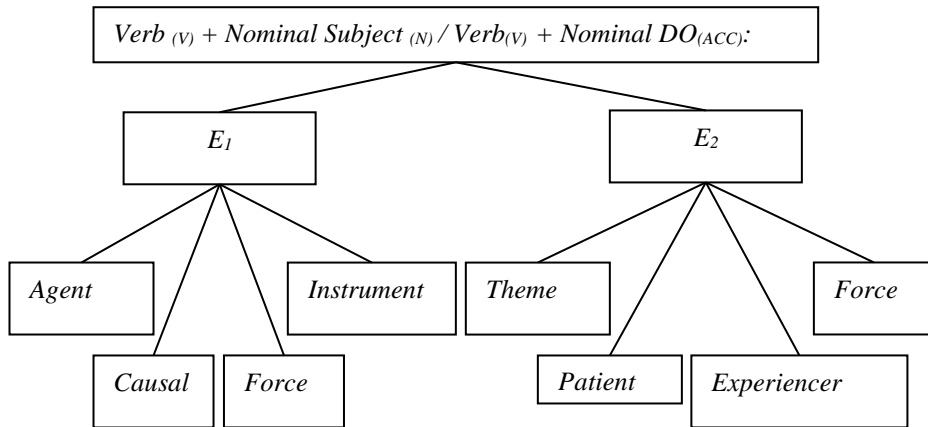 Verb (V) + Nominal Subject (N) / Verb(V) + Nominal DO(ACC):
E1 E2
Agent Instrument Theme Force
Causal Force Patient Experiencer